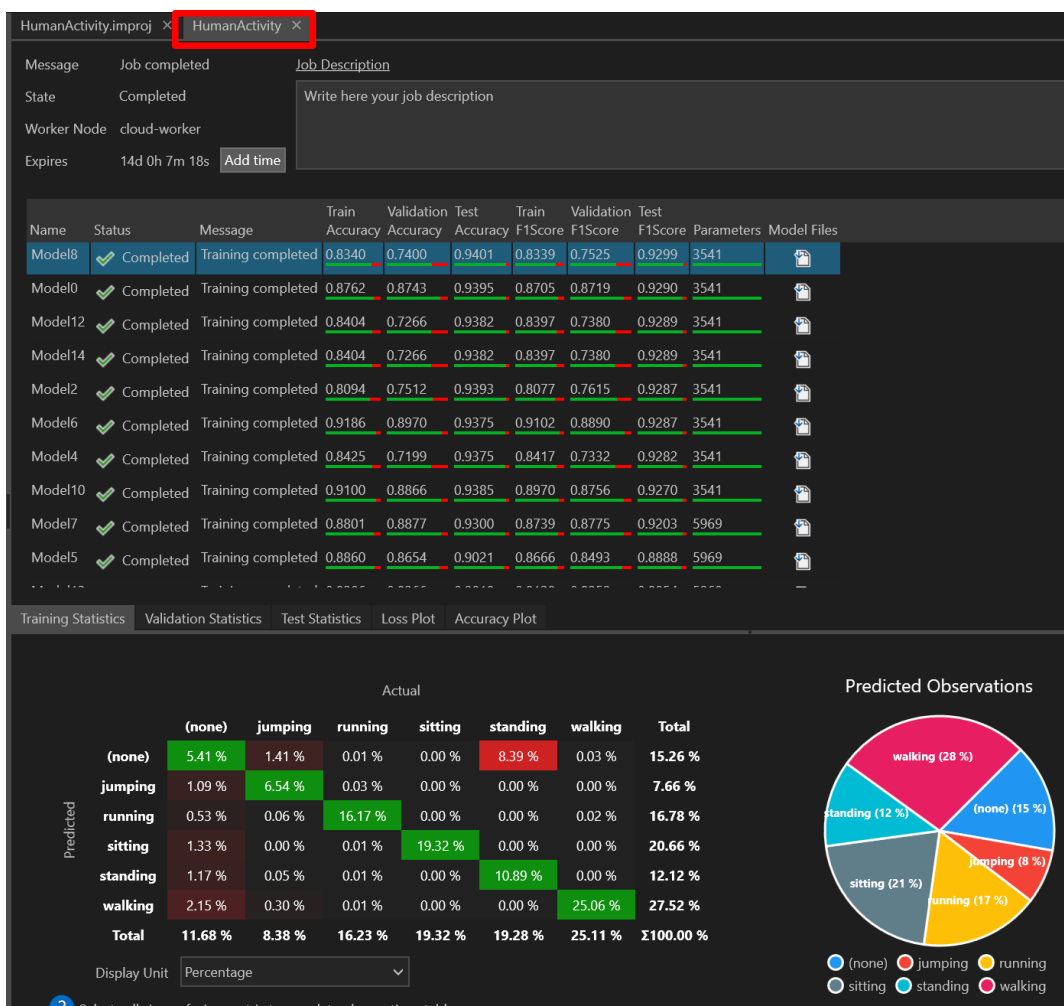 HumanActivity.improj × HumanActivity ×
Message Job completed Job Description
State Completed Write here your job description
Worker Node cloud-worker
Expires 14d 0h 7m 18s Add time
Train Validation Test Train Validation Test
Name Status Message Accuracy Accuracy Accuracy F1Score F1Score F1Score Parameters Model Files
Model8 Completed Training completed 0.8340 0.7400 0.9401 0.8339 0.7525 0.9299 3541
Model0 Completed Training completed 0.8762 0.8743 0.9395 0.8705 0.8719 0.9290 3541
Model12 Completed Training completed 0.8404 0.7266 0.9382 0.8397 0.7380 0.9289 3541
Model14 Completed Training completed 0.8404 0.7266 0.9382 0.8397 0.7380 0.9289 3541
Model2 Completed Training completed 0.8094 0.7512 0.9393 0.8077 0.7615 0.9287 3541
Model6 Completed Training completed 0.9186 0.8970 0.9375 0.9102 0.8890 0.9287 3541
Model4 Completed Training completed 0.8425 0.7199 0.9375 0.8417 0.7332 0.9282 3541
Model10 Completed Training completed 0.9100 0.8866 0.9385 0.8970 0.8756 0.9270 3541
Model7 Completed Training completed 0.8801 0.8877 0.9300 0.8739 0.8775 0.9203 5969
Model5 Completed Training completed 0.8860 0.8654 0.9021 0.8666 0.8493 0.8888 5969
Training Statistics Validation Statistics Test Statistics Loss Plot Accuracy Plot
Actual
(none) jumping running sitting standing walking Total
(none) 5.41 % 1.41 % 0.01 % 0.00 % 8.39 % 0.03 % 15.26 %
jumping 1.09 % 6.54 % 0.03 % 0.00 % 0.00 % 0.00 % 7.66 %
running 0.53 % 0.06 % 16.17 % 0.00 % 0.00 % 0.02 % 16.78 %
Predicted
sitting 1.33 % 0.00 % 0.01 % 19.32 % 0.00 % 0.00 % 20.66 %
standing 1.17 % 0.05 % 0.01 % 0.00 % 10.89 % 0.00 % 12.12 %
walking 2.15 % 0.30 % 0.01 % 0.00 % 0.00 % 25.06 % 27.52 %
Total 11.68 % 8.38 % 16.23 % 19.32 % 19.28 % 25.11 % Σ100.00 %
Display Unit Percentage
Predicted Observations
walking (28 %)
standing (12 %)
(none) (15 %)
jumping (8 %)
sitting (21 %)
running (17 %)
(none) jumping running
sitting standing walking